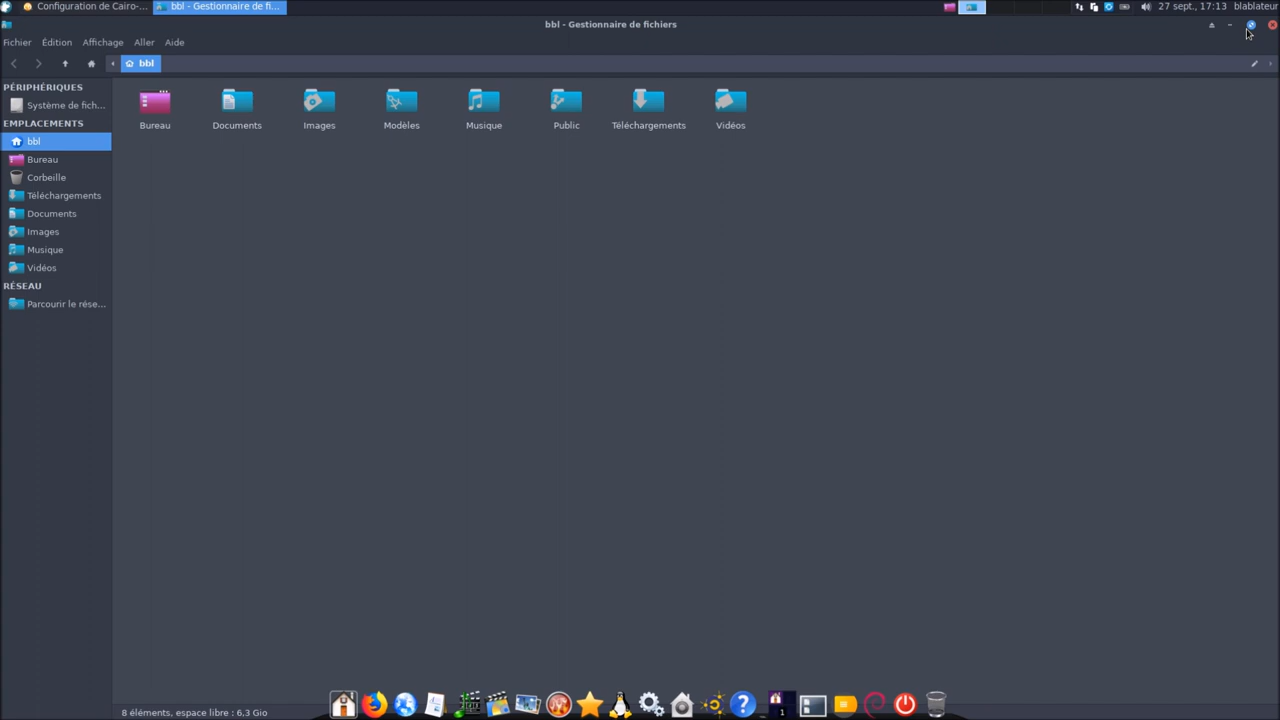 Configuration de Cairo-...
bbl - Gestionnaire de fi...
27 sept., 17:13
blablateur
bbl - Gestionnaire de fichiers
Fichier
Édition
Affichage
Aller
Aide
bbl
PÉRIPHÉRIQUES
Système de fich...
EMPLACEMENTS
bbl
Bureau
Corbeille
Téléchargements
Documents
Images
Musique
Vidéos
RÉSEAU
Parcourir le rése...
Bureau
Documents
Images
Modèles
Musique
Public
Téléchargements
Vidéos
8 éléments, espace libre : 6,3 Gio
1